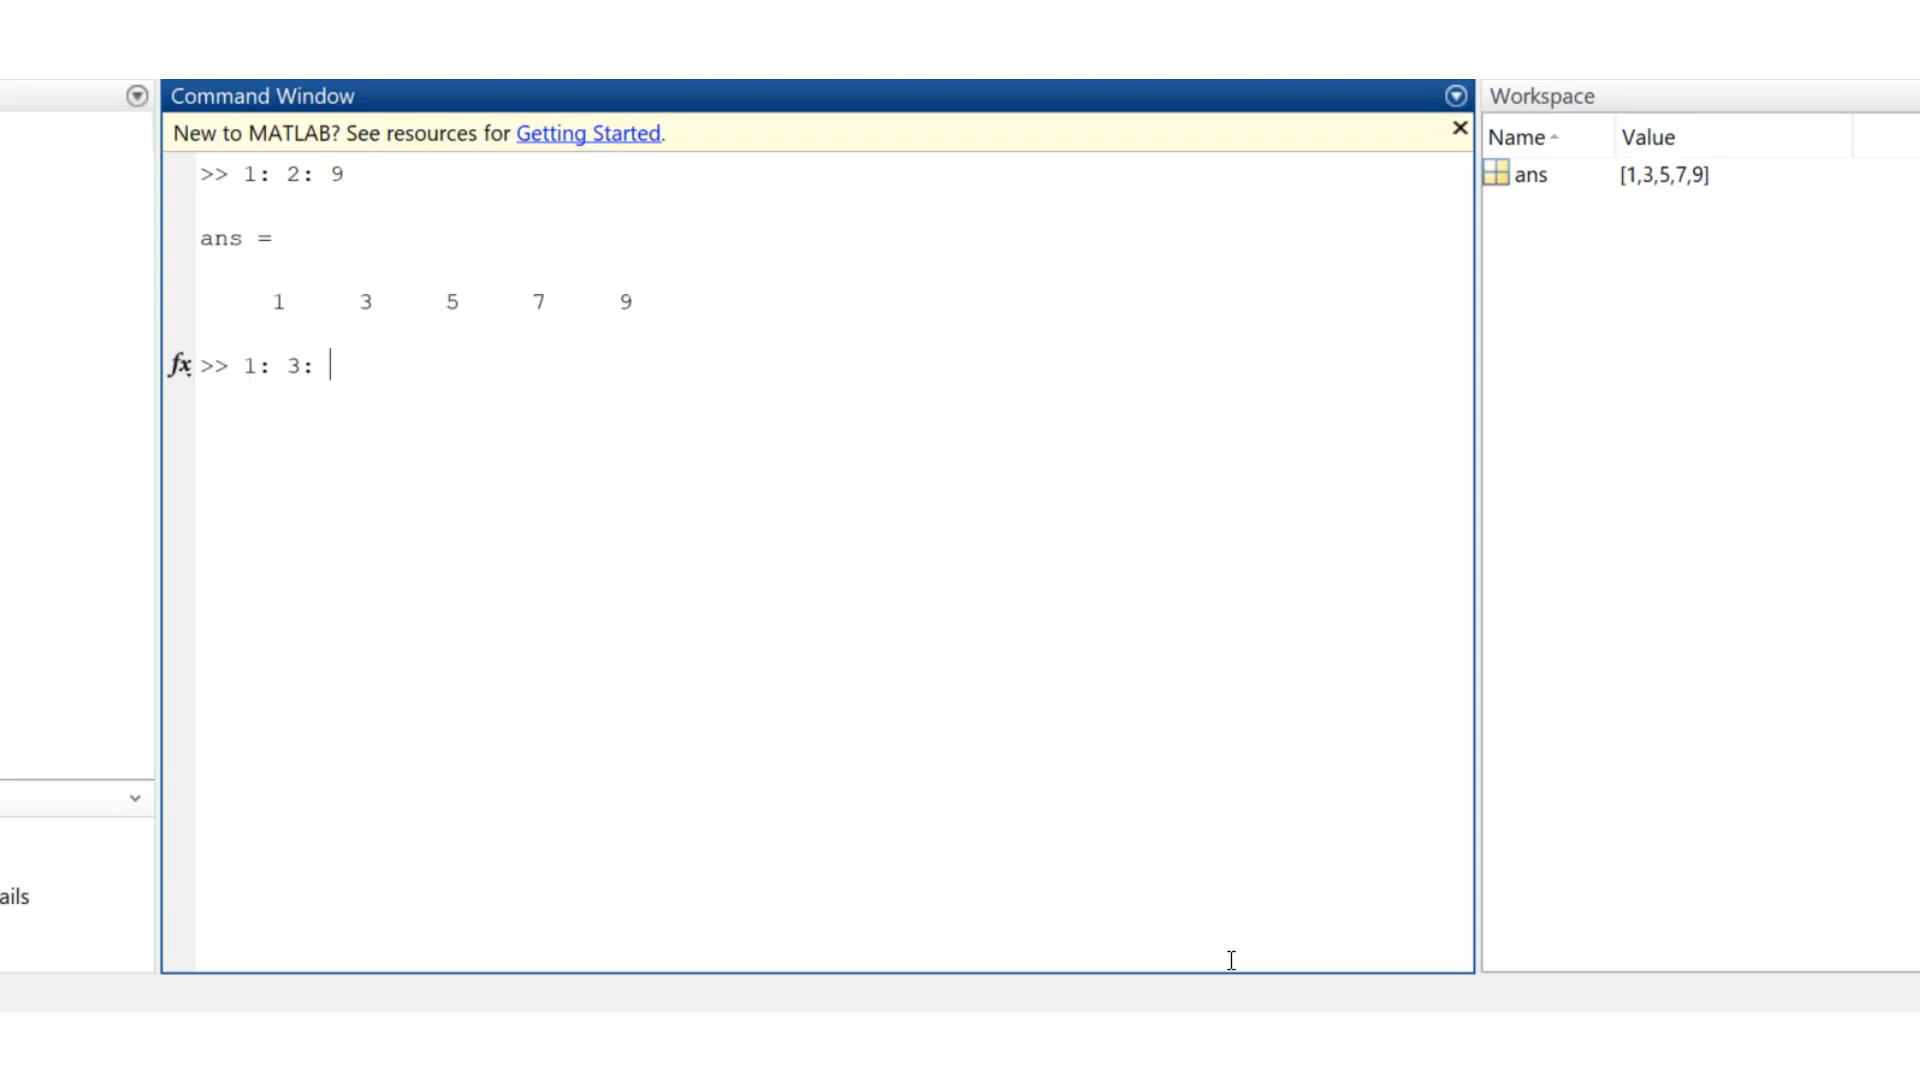 Command Window
New to MATLAB? See resources for Getting Started.
>> 1: 2: 9
ans =
1 3 5 7 9
fx >> 1: 3:
Workspace
Name Value
ans [1,3,5,7,9]
ails